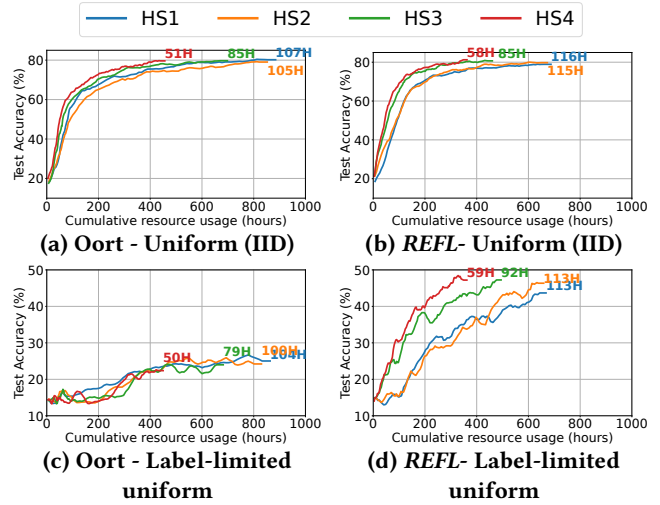 HS1 HS2 HS3 HS4
51H 85H 107H
105H
80
60
40
20
Test Accuracy (%)
0 200 400 600 800 1000
Cumulative resource usage (hours)
(a) Oort - Uniform (IID)
58H 85H 116H
115H
80
60
40
20
Test Accuracy (%)
0 200 400 600 800 1000
Cumulative resource usage (hours)
(b) REFL- Uniform (IID)
50H 79H 100H
104H
50
40
30
20
10
Test Accuracy (%)
0 200 400 600 800 1000
Cumulative resource usage (hours)
(c) Oort - Label-limited
uniform
59H 92H 113H
113H
50
40
30
20
10
Test Accuracy (%)
0 200 400 600 800 1000
Cumulative resource usage (hours)
(d) REFL- Label-limited
uniform